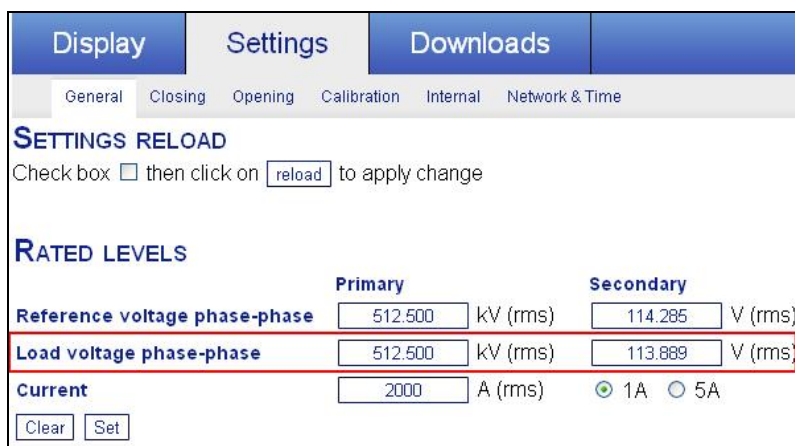 Display Settings Downloads
General Closing Opening Calibration Internal Network & Time
SETTINGS RELOAD
Check box then click on reload to apply change
RATED LEVELS
Primary Secondary
Reference voltage phase-phase 512.500 kV (rms) 114.285 V (rms)
Load voltage phase-phase 512.500 kV (rms) 113.889 V (rms)
Current 2000 A (rms) 1A 5A
Clear Set